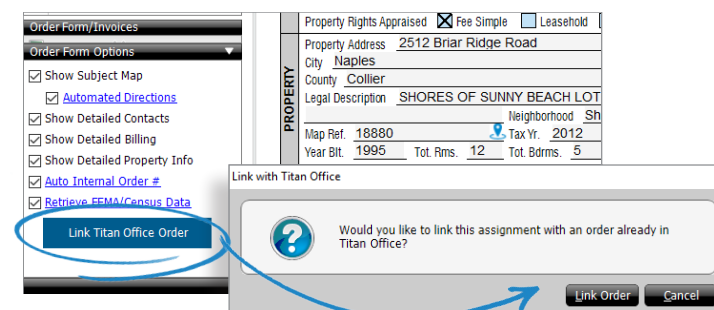 Order Form/Invoices
Order Form Options
Show Subject Map
Automated Directions
Show Detailed Contacts
Show Detailed Billing
Show Detailed Property Info
Auto Internal Order #
Retrieve FEMA/Census Data
Link Titan Office Order
PROPERTY
Property Rights Appraised Fee Simple Leasehold
Property Address 2512 Briar Ridge Road
City Naples
County Collier
Legal Description SHORES OF SUNNY BEACH LOT
Neighborhood Sh
Map Ref. 18880 Tax Yr. 2012
Year Blt. 1995 Tot. Rms. 12 Tot. Bdrms. 5
Link with Titan Office
Would you like to link this assignment with an order already in
Titan Office?
Link Order Cancel